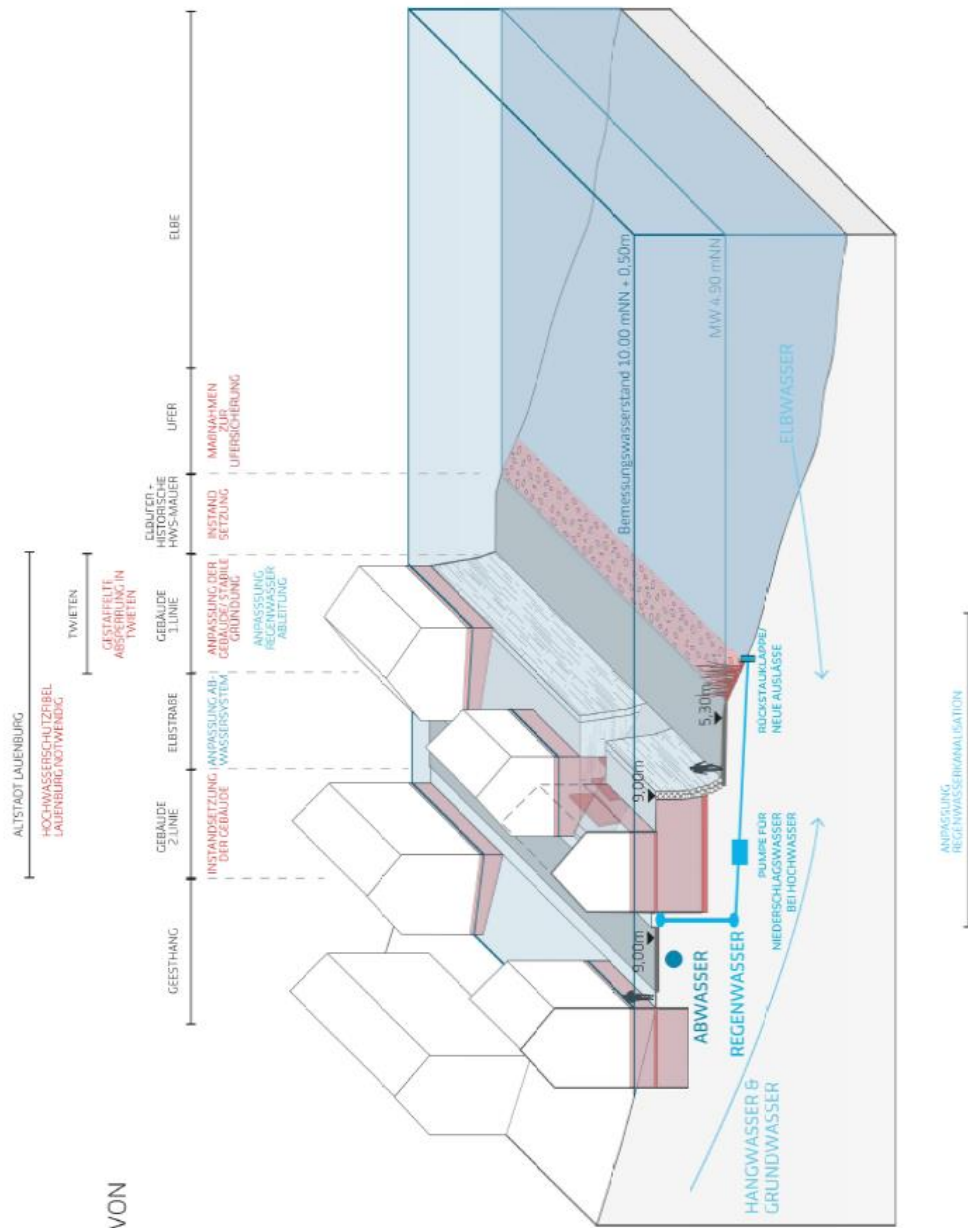 VON
ALTSTADT LAUENBURG
HOCHWASSERSCHUTZFIBEL
LAUENBURG NOTWENDIG
TWIETEN
GESTAFFELTE
ABSPERRUNG IN
TWIETEN
GEESTHANG
GEBÄUDE
2.LINIE
ELBSTRAßE
GEBÄUDE
1.LINIE
ELBUFER +
HISTORISCHE
HWS-MAUER
UFER
ELBE
INSTANDSETZUNG
DER GEBÄUDE
ANPASSUNG AB-
WASSERSYSTEM
ANPASSUNG DER
GEBÄUDE/ STABILE
GRÜNDUNG
ANPASSSUNG
REGENWASSER
ABLEITUNG
INSTAND
SETZUNG
MAßNAHMEN
ZUR
UFERSICHERUNG
Bemessungswasserstand 10.00 mNN + 0,50m
MW 4.90 mNN
9,00m
9,00m
5,30m
ABWASSER
REGENWASSER
PUMPE FÜR
NIEDERSCHLAGSWASSER
BEI HOCHWASSER
RÜCKSTAUKLAPPE/
NEUE AUSLÄSSE
ELBWASSER
HANGWASSER &
GRUNDWASSER
ANPASSUNG
REGENWASSERKANALISATION